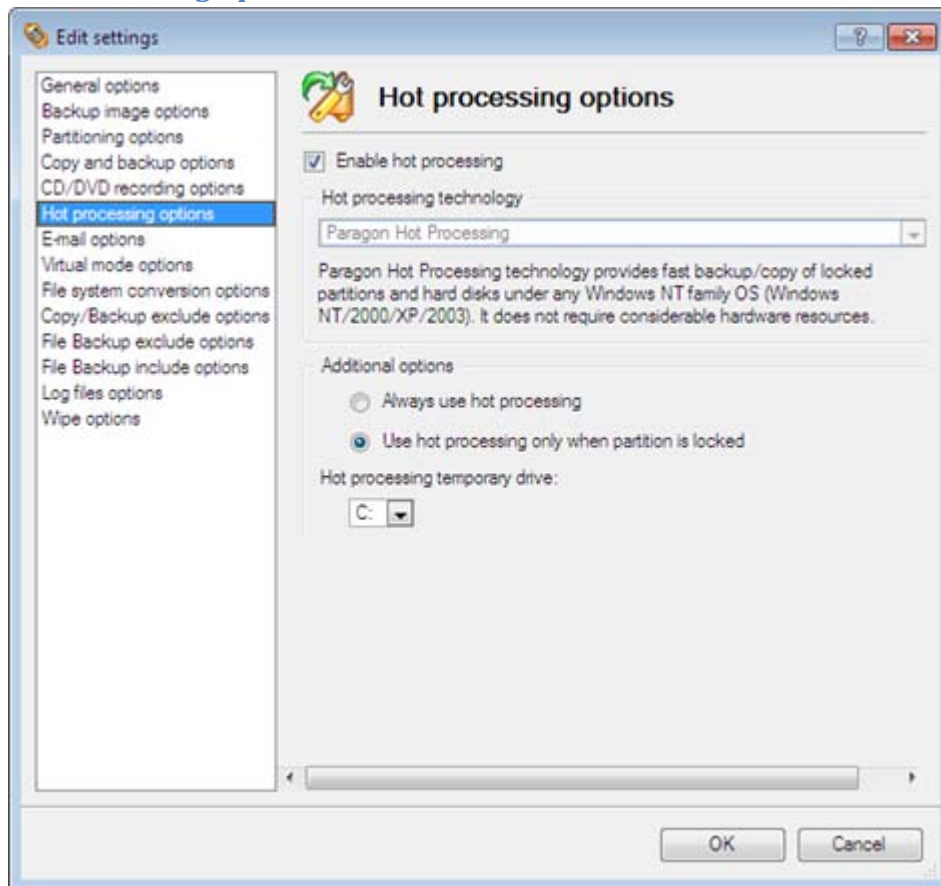 Edit settings
General options
Backup image options
Partitioning options
Copy and backup options
CD/DVD recording options
Hot processing options
E-mail options
Virtual mode options
File system conversion options
Copy/Backup exclude options
File Backup exclude options
File Backup include options
Log files options
Wipe options
Hot processing options
Enable hot processing
Hot processing technology
Paragon Hot Processing
Paragon Hot Processing technology provides fast backup/copy of locked
partitions and hard disks under any Windows NT family OS (Windows
NT/2000/XP/2003). It does not require considerable hardware resources.
Additional options
Always use hot processing
Use hot processing only when partition is locked
Hot processing temporary drive:
C:
OK
Cancel